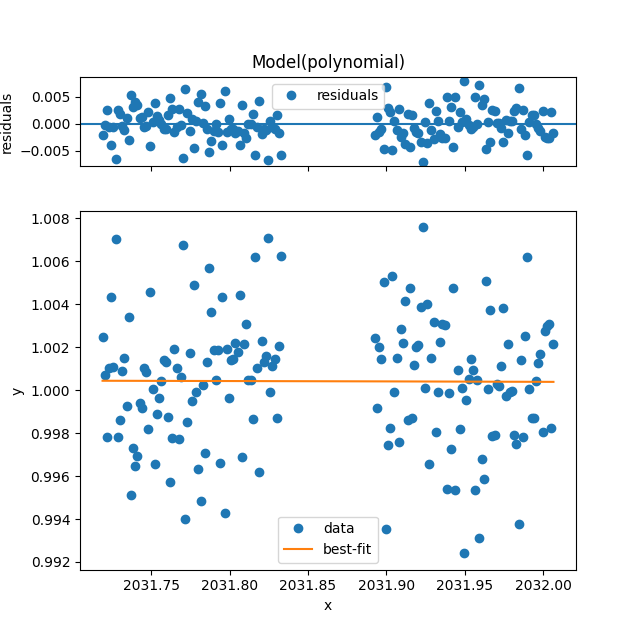 Model(polynomial)
residuals
0.005
0.000
−0.005
residuals
1.008
1.006
1.004
1.002
1.000
0.998
0.996
0.994
0.992
y
data
best-fit
2031.75 2031.80 2031.85 2031.90 2031.95 2032.00
x